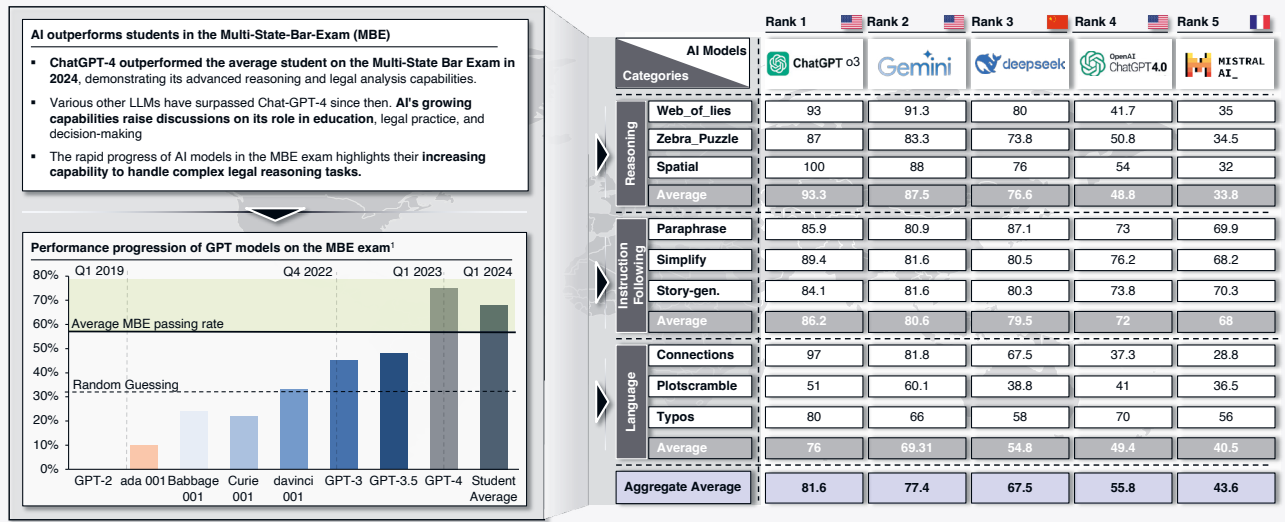 AI outperforms students in the Multi-State-Bar-Exam (MBE)
▪ ChatGPT-4 outperformed the average student on the Multi-State Bar Exam in
2024, demonstrating its advanced reasoning and legal analysis capabilities.
▪ Various other LLMs have surpassed Chat-GPT-4 since then. AI's growing
capabilities raise discussions on its role in education, legal practice, and
decision-making
▪ The rapid progress of AI models in the MBE exam highlights their increasing
capability to handle complex legal reasoning tasks.
Performance progression of GPT models on the MBE exam¹
Q1 2019 Q4 2022 Q1 2023 Q1 2024
80%
70%
60%
50%
40%
30%
20%
10%
0%
Average MBE passing rate
Random Guessing
GPT-2 ada 001 Babbage 001 Curie 001 davinci 001 GPT-3 GPT-3.5 GPT-4 Student Average
Rank 1 Rank 2 Rank 3 Rank 4 Rank 5
AI Models
Categories
ChatGPT o3
Gemini
deepseek
OpenAI
ChatGPT4.0
MISTRAL
AI_
Reasoning
Web_of_lies 93 91.3 80 41.7 35
Zebra_Puzzle 87 83.3 73.8 50.8 34.5
Spatial 100 88 76 54 32
Average 93.3 87.5 76.6 48.8 33.8
Instruction
Following
Paraphrase 85.9 80.9 87.1 73 69.9
Simplify 89.4 81.6 80.5 76.2 68.2
Story-gen. 84.1 81.6 80.3 73.8 70.3
Average 86.2 80.6 79.5 72 68
Language
Connections 97 81.8 67.5 37.3 28.8
Plotscramble 51 60.1 38.8 41 36.5
Typos 80 66 58 70 56
Average 76 69.31 54.8 49.4 40.5
Aggregate Average 81.6 77.4 67.5 55.8 43.6